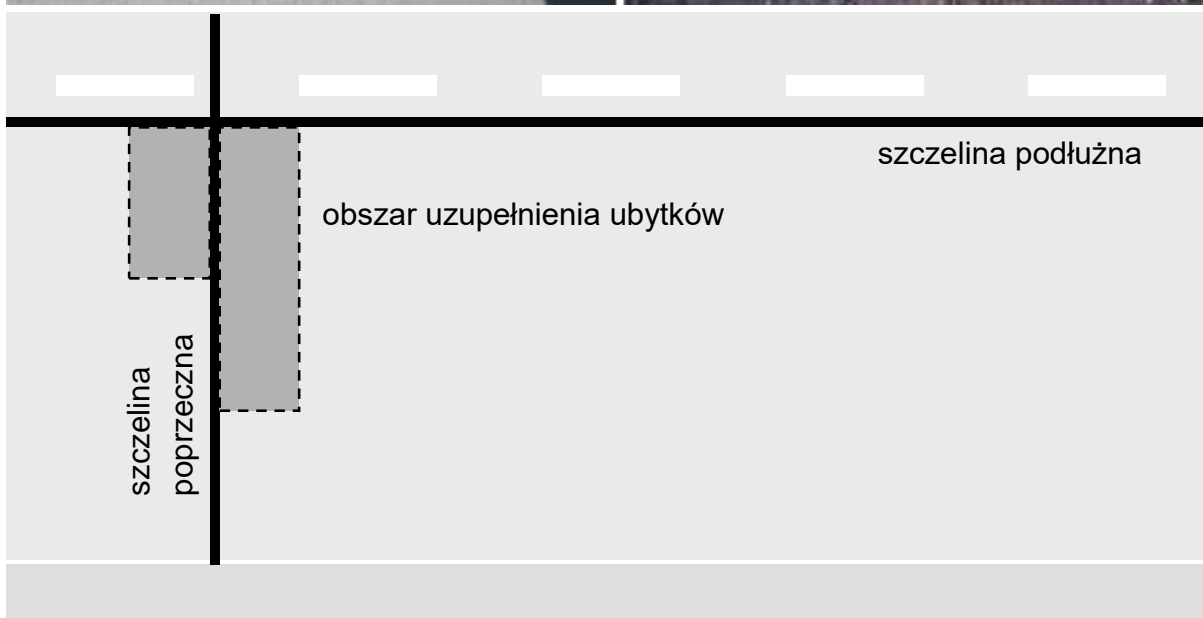 szczelina podłużna
obszar uzupełnienia ubytków
szczelina
poprzeczna